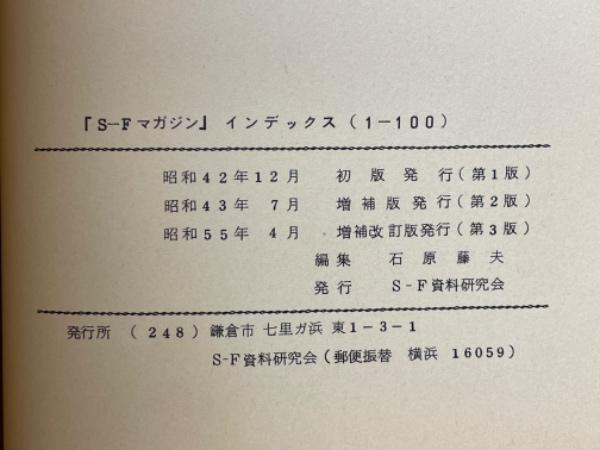 『S-Fマガジン』 インデックス(1-100)
昭和42年12月 初版発行(第1版)
昭和43年 7月 増補版発行(第2版)
昭和55年 4月 増補改訂版発行(第3版)
編集 石原藤夫
発行 S-F資料研究会
発行所 (248) 鎌倉市 七里ガ浜 東1-3-1
S-F資料研究会(郵便振替 横浜 16059)